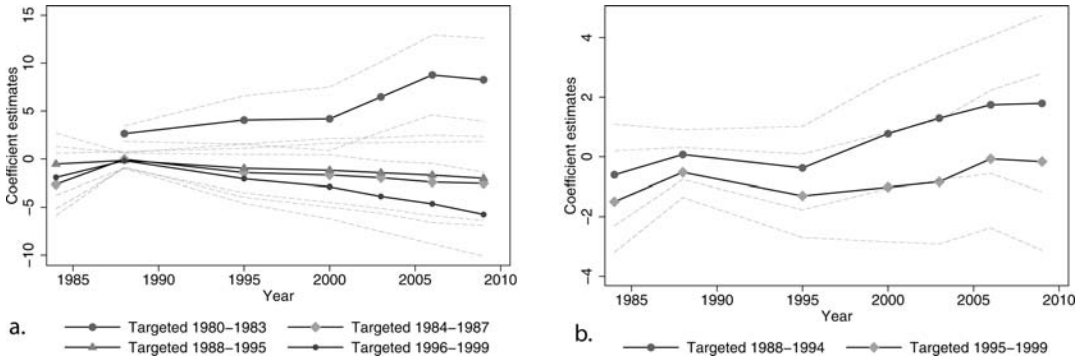 15
10
5
0
−5
−10
Coefficient estimates
1985 1990 1995 2000 2005 2010
Year
a.
Targeted 1980−1983
Targeted 1984−1987
Targeted 1988−1995
Targeted 1996−1999
4
2
0
−2
−4
Coefficient estimates
1985 1990 1995 2000 2005 2010
Year
b.
Targeted 1988−1994
Targeted 1995−1999